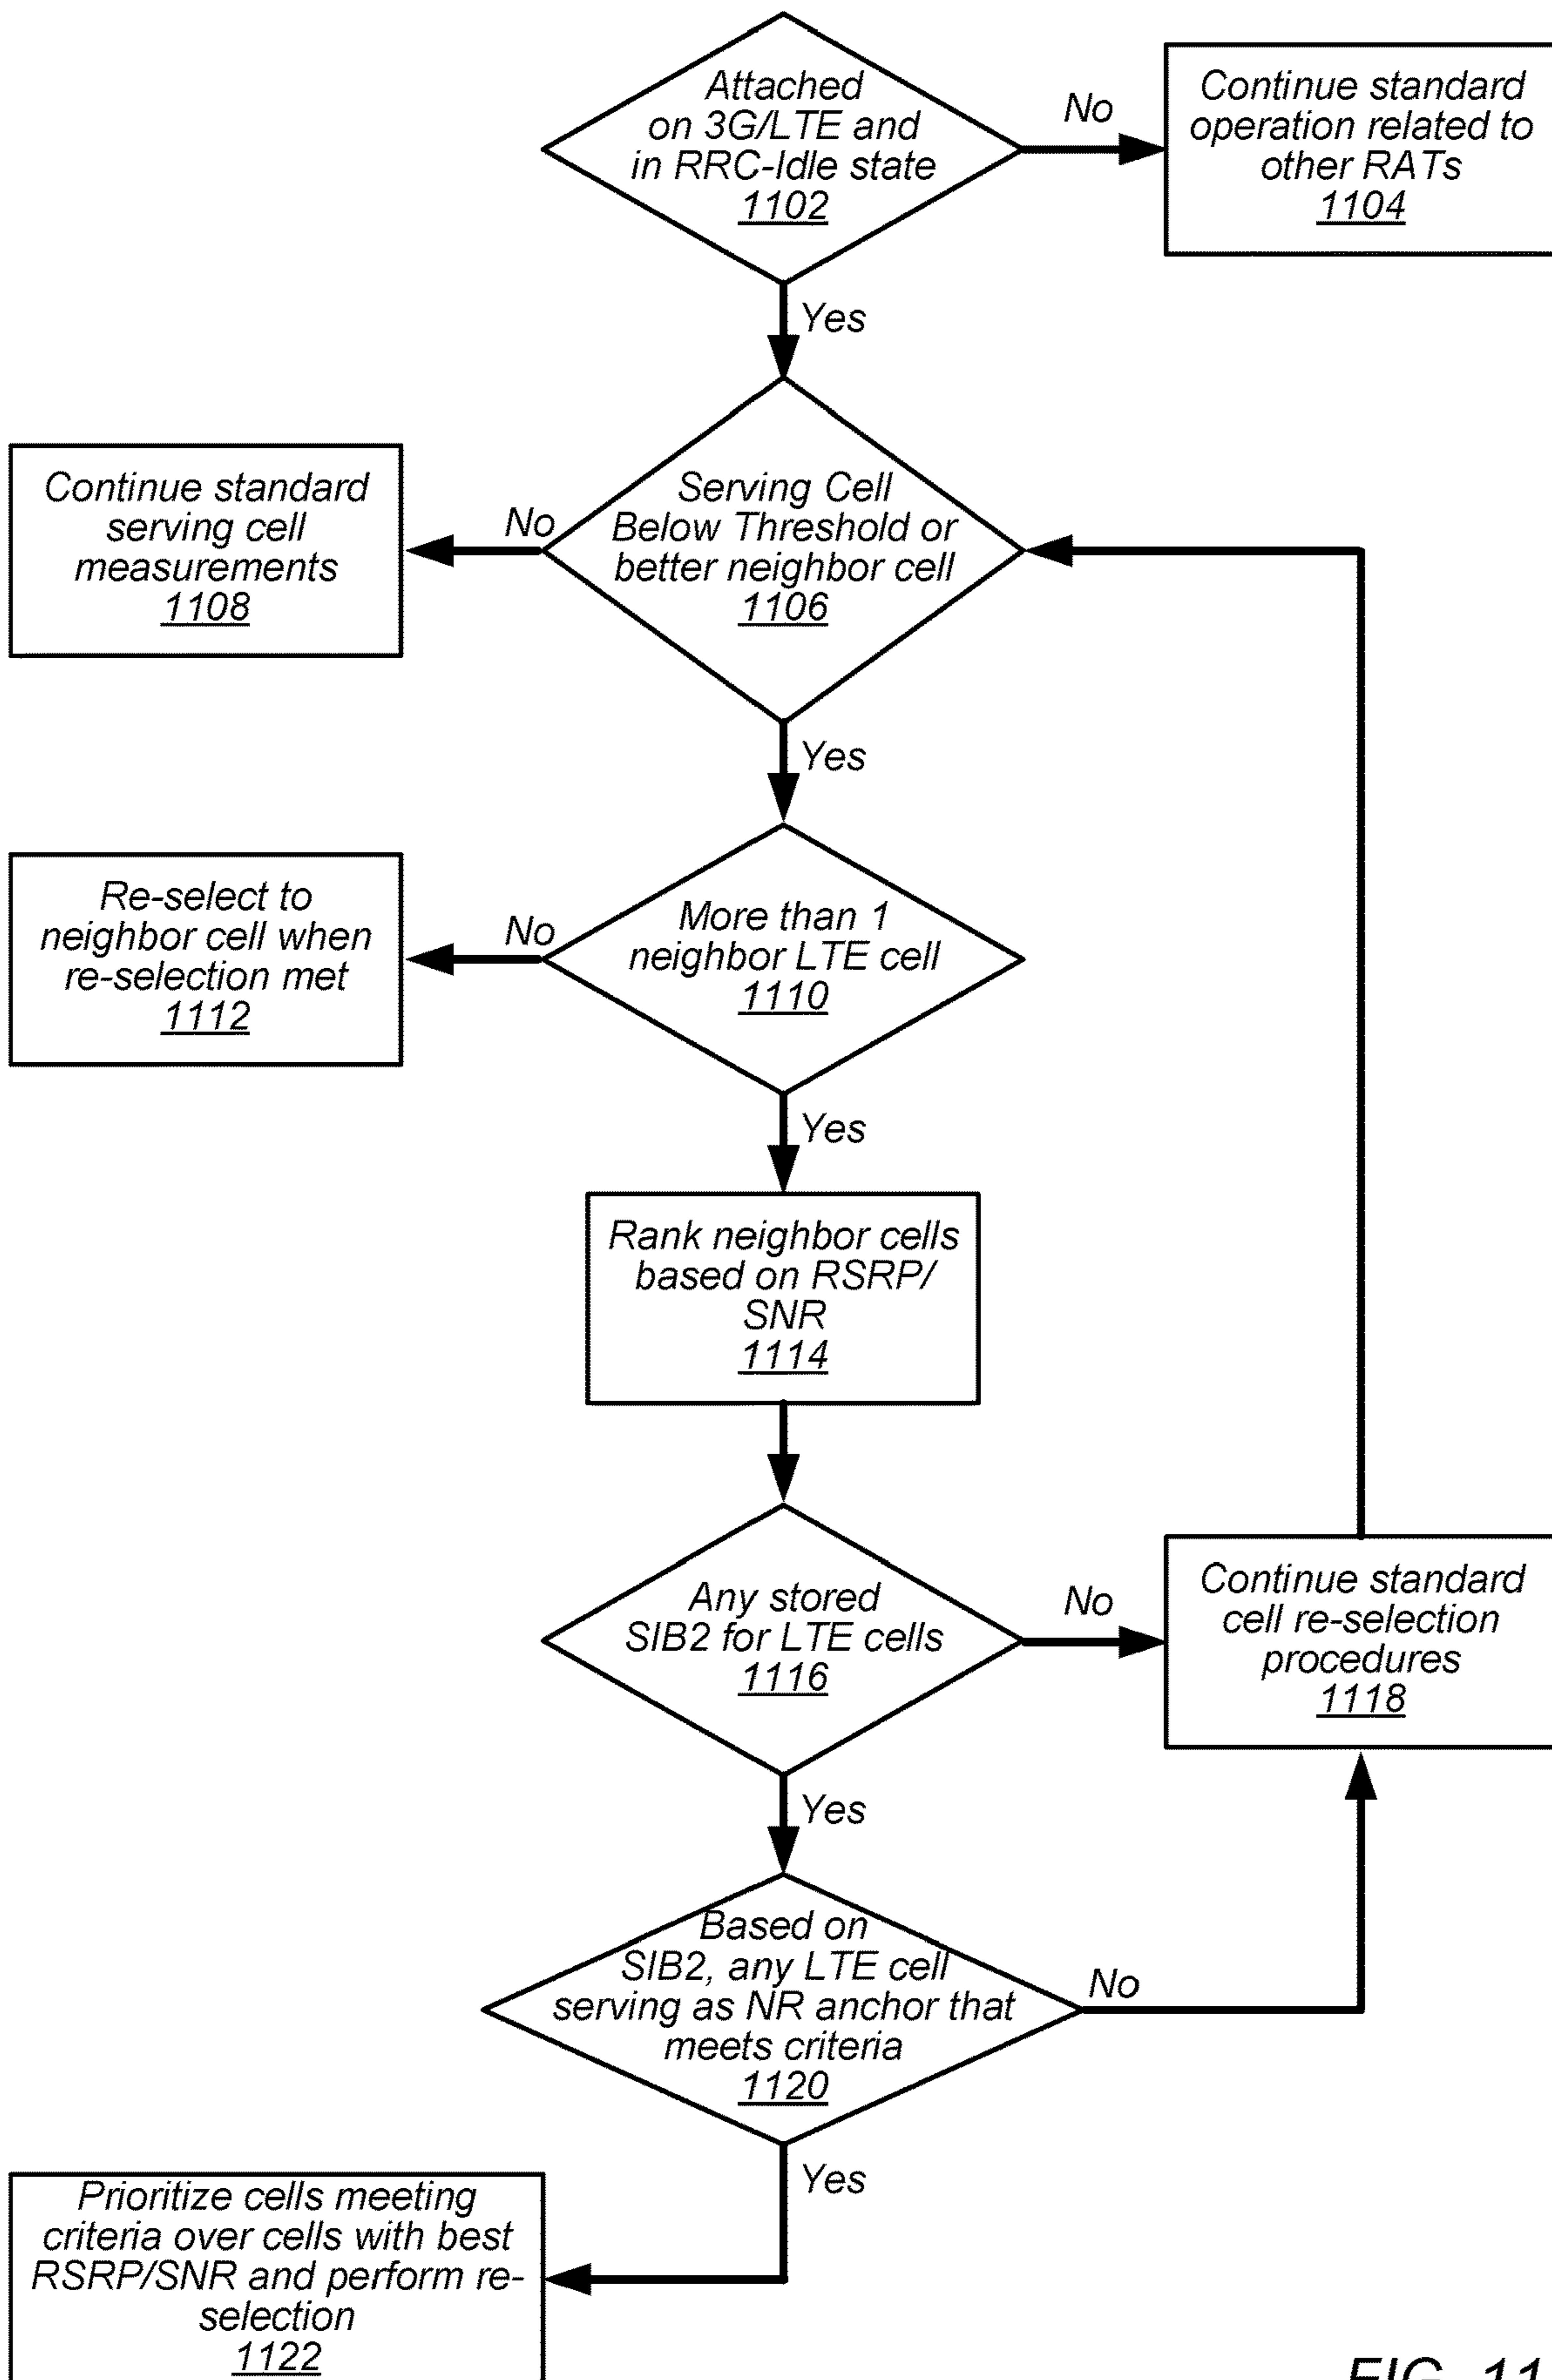 Attached
on 3G/LTE and
in RRC-Idle state
1102
No
Continue standard
operation related to
other RATs
1104
Yes
Continue standard
serving cell
measurements
1108
No
Serving Cell
Below Threshold or
better neighbor cell
1106
Yes
Re-select to
neighbor cell when
re-selection met
1112
No
More than 1
neighbor LTE cell
1110
Yes
Rank neighbor cells
based on RSRP/
SNR
1114
Any stored
SIB2 for LTE cells
1116
No
Continue standard
cell re-selection
procedures
1118
Yes
Based on
SIB2, any LTE cell
serving as NR anchor that
meets criteria
1120
No
Yes
Prioritize cells meeting
criteria over cells with best
RSRP/SNR and perform re-
selection
1122
FIG. 11